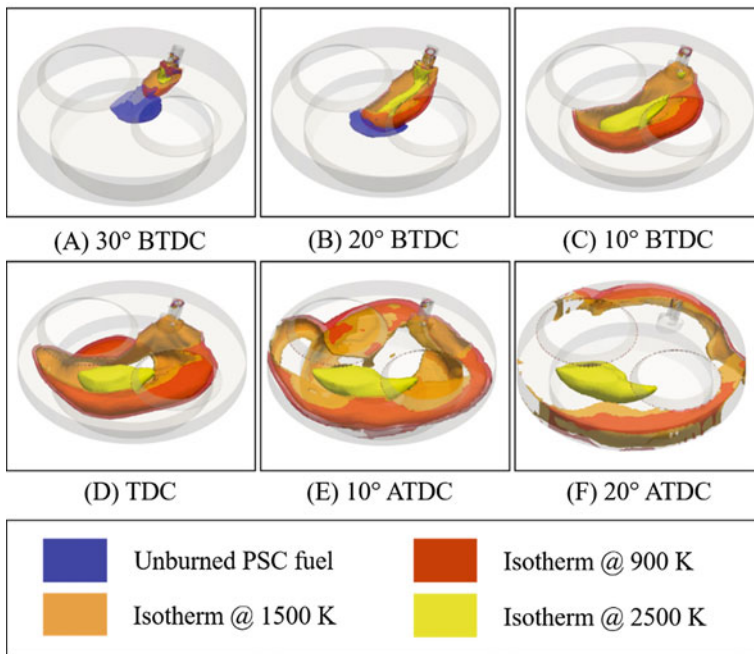 (A) 30° BTDC
(B) 20° BTDC
(C) 10° BTDC
(D) TDC
(E) 10° ATDC
(F) 20° ATDC
Unburned PSC fuel
Isotherm @ 900 K
Isotherm @ 1500 K
Isotherm @ 2500 K